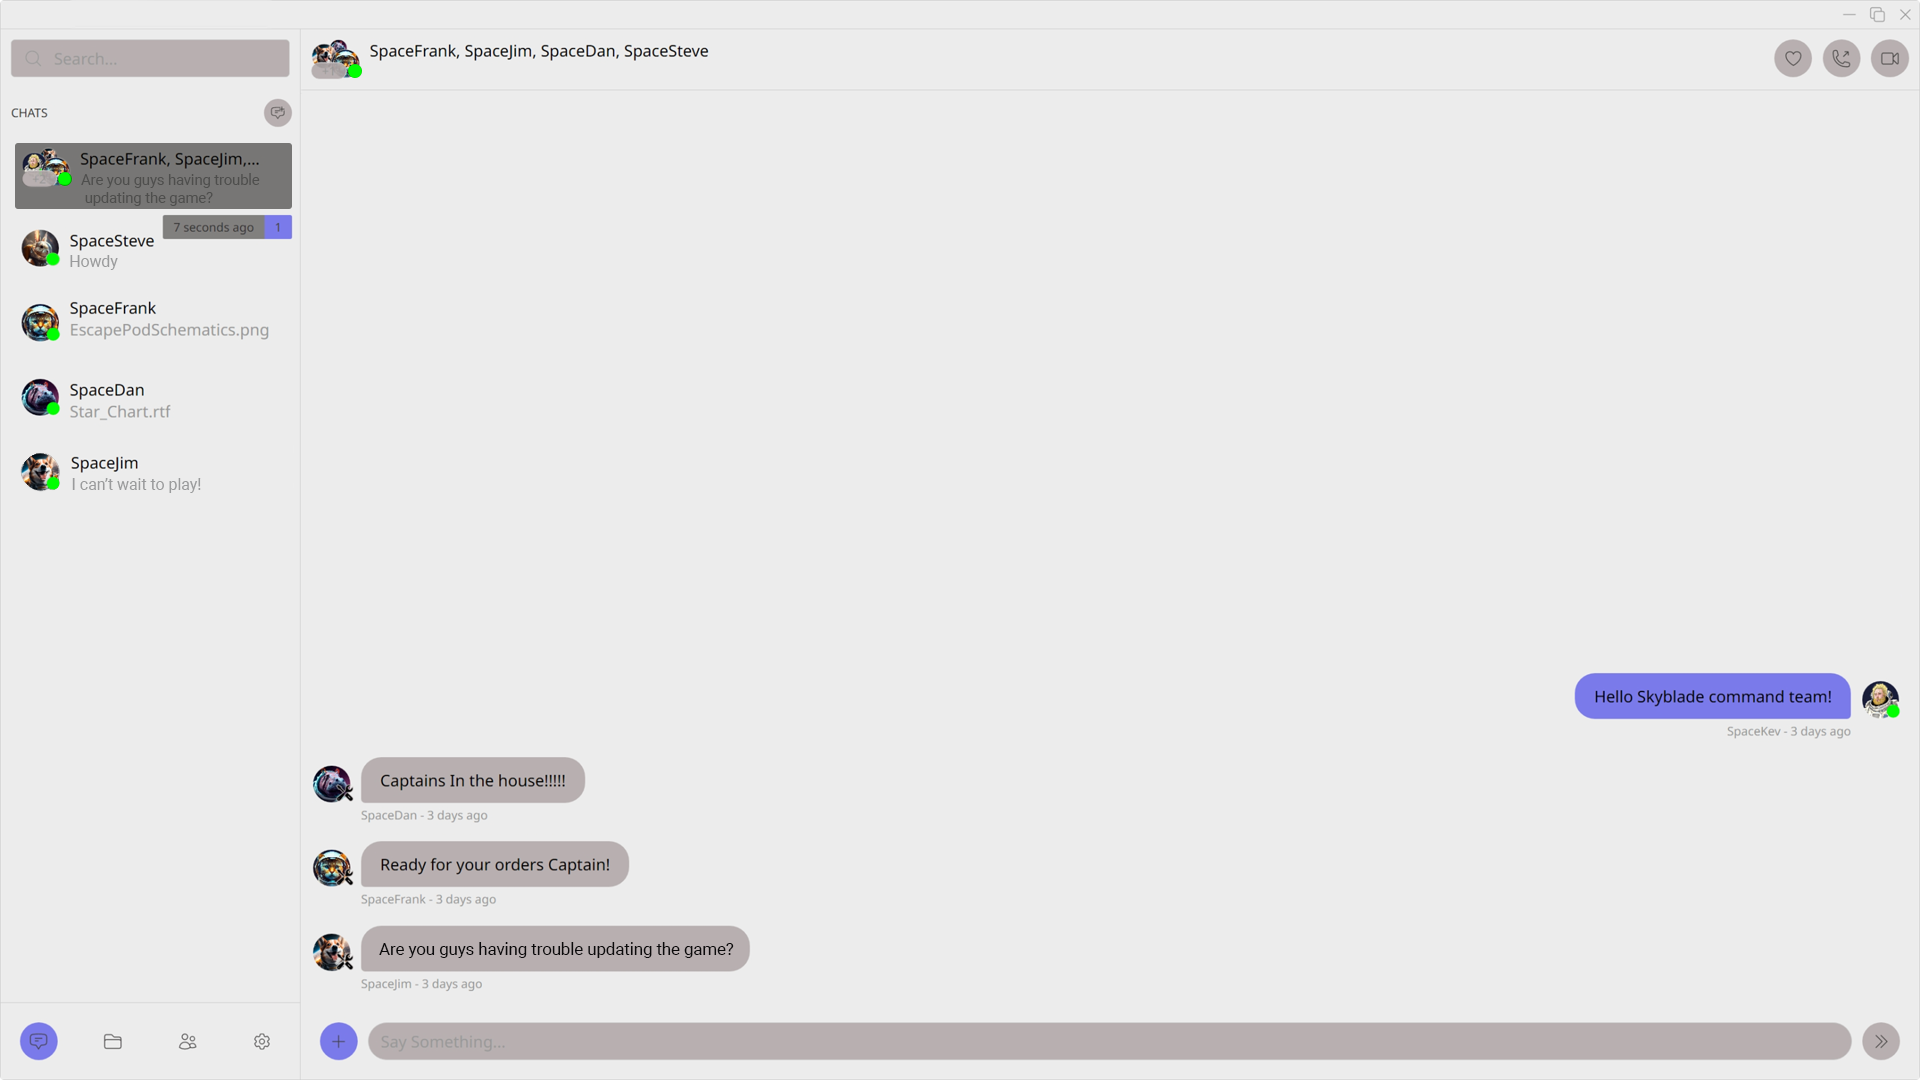 Search...
CHATS
SpaceFrank, SpaceJim,...
Are you guys having trouble
updating the game?
7 seconds ago 1
SpaceSteve
Howdy
SpaceFrank
EscapePodSchematics.png
SpaceDan
Star_Chart.rtf
SpaceJim
I can't wait to play!
SpaceFrank, SpaceJim, SpaceDan, SpaceSteve
Hello Skyblade command team!
SpaceKev - 3 days ago
Captains In the house!!!!!
SpaceDan - 3 days ago
Ready for your orders Captain!
SpaceFrank - 3 days ago
Are you guys having trouble updating the game?
SpaceJim - 3 days ago
Say Something...